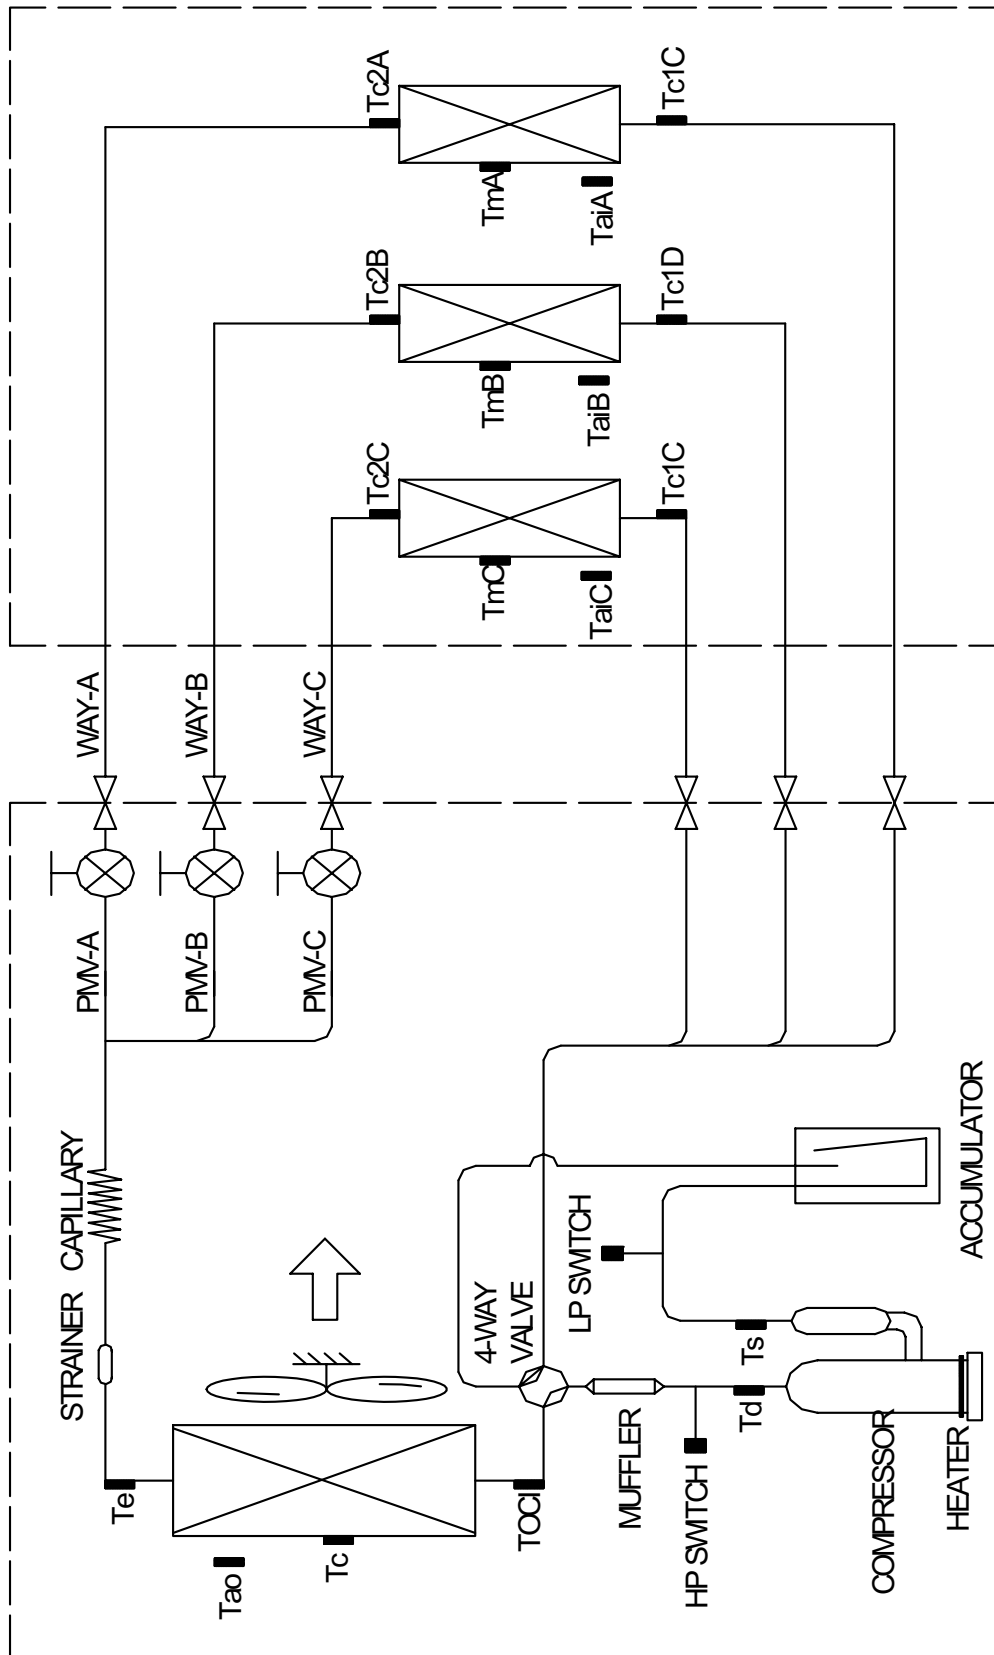 Tc2A
Tc1C
TmA
TaiA
Tc2B
Tc1D
TmB
TaiB
Tc2C
Tc1C
TmC
TaiC
WAY-A
WAY-B
WAY-C
PMV-A
PMV-B
PMV-C
STRAINER
CAPILLARY
4-WAY
VALVE
LP SWITCH
ACCUMULATOR
Te
Tao
Tc
TOCI
MUFFLER
HP SWITCH
Td
Ts
COMPRESSOR
HEATER